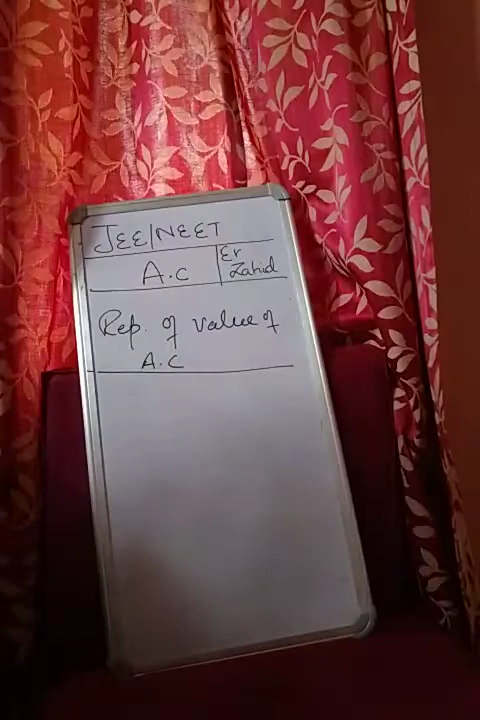 JEE/NEET
A.C
Er
Zahid
Rep. of value of
A.C